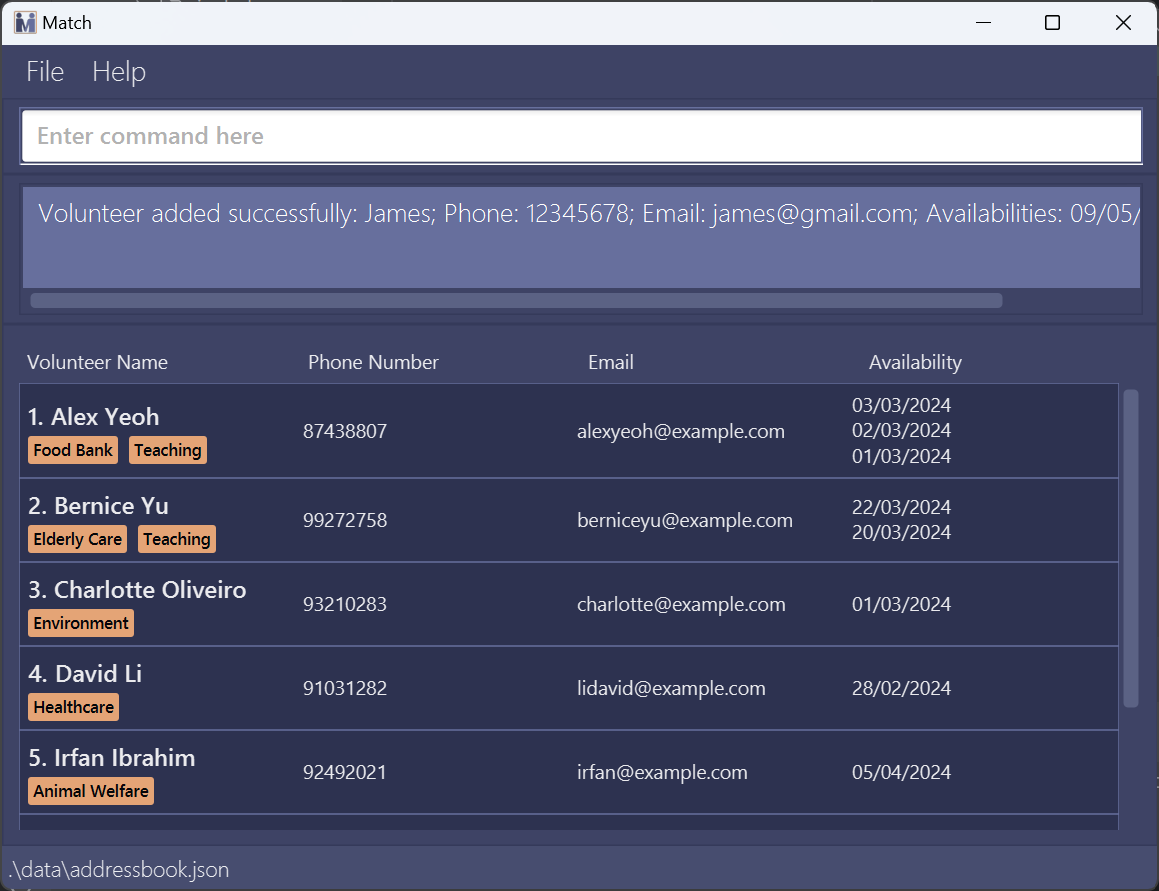 Match
File Help
Enter command here
Volunteer added successfully: James; Phone: 12345678; Email: james@gmail.com; Availabilities: 09/05/
Volunteer Name Phone Number Email Availability
1. Alex Yeoh
Food Bank Teaching
87438807
alexyeoh@example.com
03/03/2024
02/03/2024
01/03/2024
2. Bernice Yu
Elderly Care Teaching
99272758
berniceyu@example.com
22/03/2024
20/03/2024
3. Charlotte Oliveiro
Environment
93210283
charlotte@example.com
01/03/2024
4. David Li
Healthcare
91031282
lidavid@example.com
28/02/2024
5. Irfan Ibrahim
Animal Welfare
92492021
irfan@example.com
05/04/2024
.\data\addressbook.json